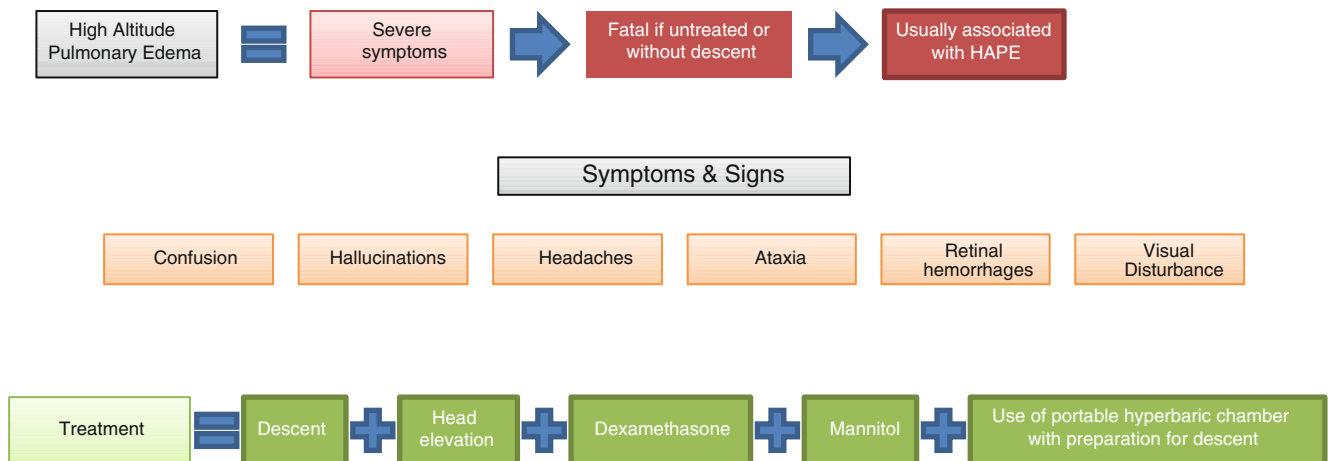 High Altitude
Pulmonary Edema
Severe
symptoms
Fatal if untreated or
without descent
Usually associated
with HAPE
Symptoms & Signs
Confusion
Hallucinations
Headaches
Ataxia
Retinal
hemorrhages
Visual
Disturbance
Treatment
Descent
Head
elevation
Dexamethasone
Mannitol
Use of portable hyperbaric chamber
with preparation for descent